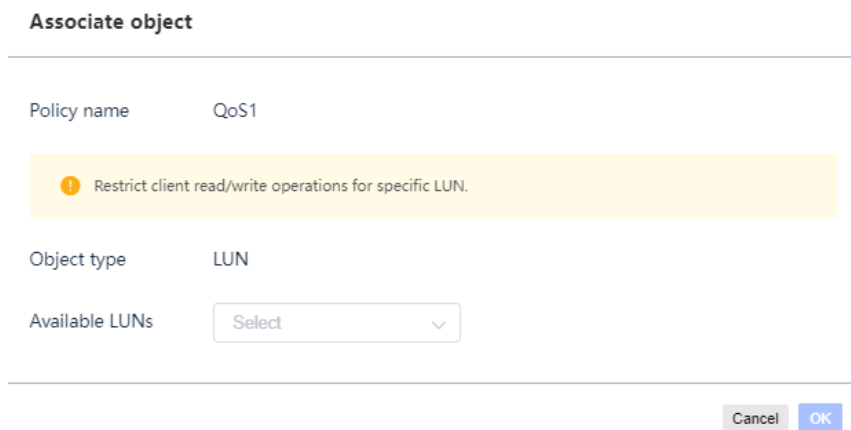 Associate object
Policy name QoS1
Restrict client read/write operations for specific LUN.
Object type LUN
Available LUNs Select
Cancel OK